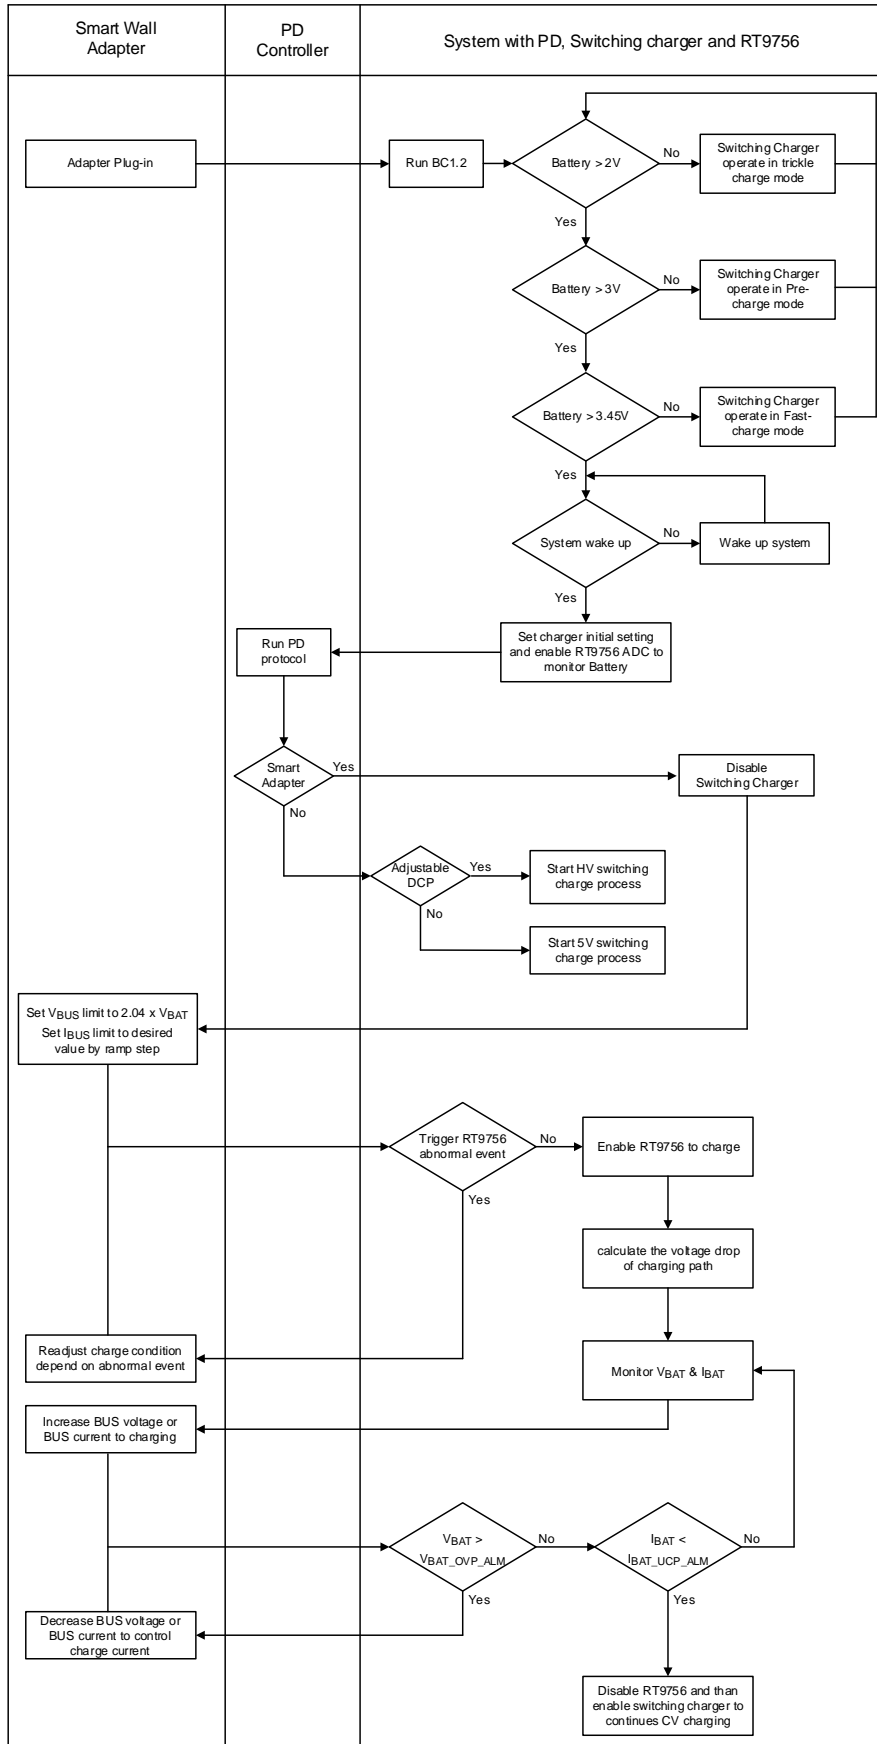 Smart Wall
Adapter
PD
Controller
System with PD, Switching charger and RT9756
Adapter Plug-in
Run BC1.2
Battery > 2V
No
Switching Charger
operate in trickle
charge mode
Yes
Battery > 3V
No
Switching Charger
operate in Pre-
charge mode
Yes
Battery > 3.45V
No
Switching Charger
operate in Fast-
charge mode
Yes
System wake up
No
Wake up system
Yes
Set charger initial setting
and enable RT9756 ADC to
monitor Battery
Run PD
protocol
Smart
Adapter
Yes
Disable
Switching Charger
No
Adjustable
DCP
Yes
Start HV switching
charge process
No
Start 5V switching
charge process
Set VBUS limit to 2.04 x VBAT
Set IBUS limit to desired
value by ramp step
Trigger RT9756
abnormal event
No
Enable RT9756 to charge
Yes
calculate the voltage drop
of charging path
Readjust charge condition
depend on abnormal event
Monitor VBAT & IBAT
Increase BUS voltage or
BUS current to charging
VBAT >
VBAT_OVP_ALM
No
IBAT <
IBAT_UCP_ALM
No
Yes
Yes
Decrease BUS voltage or
BUS current to control
charge current
Disable RT9756 and than
enable switching charger to
continues CV charging